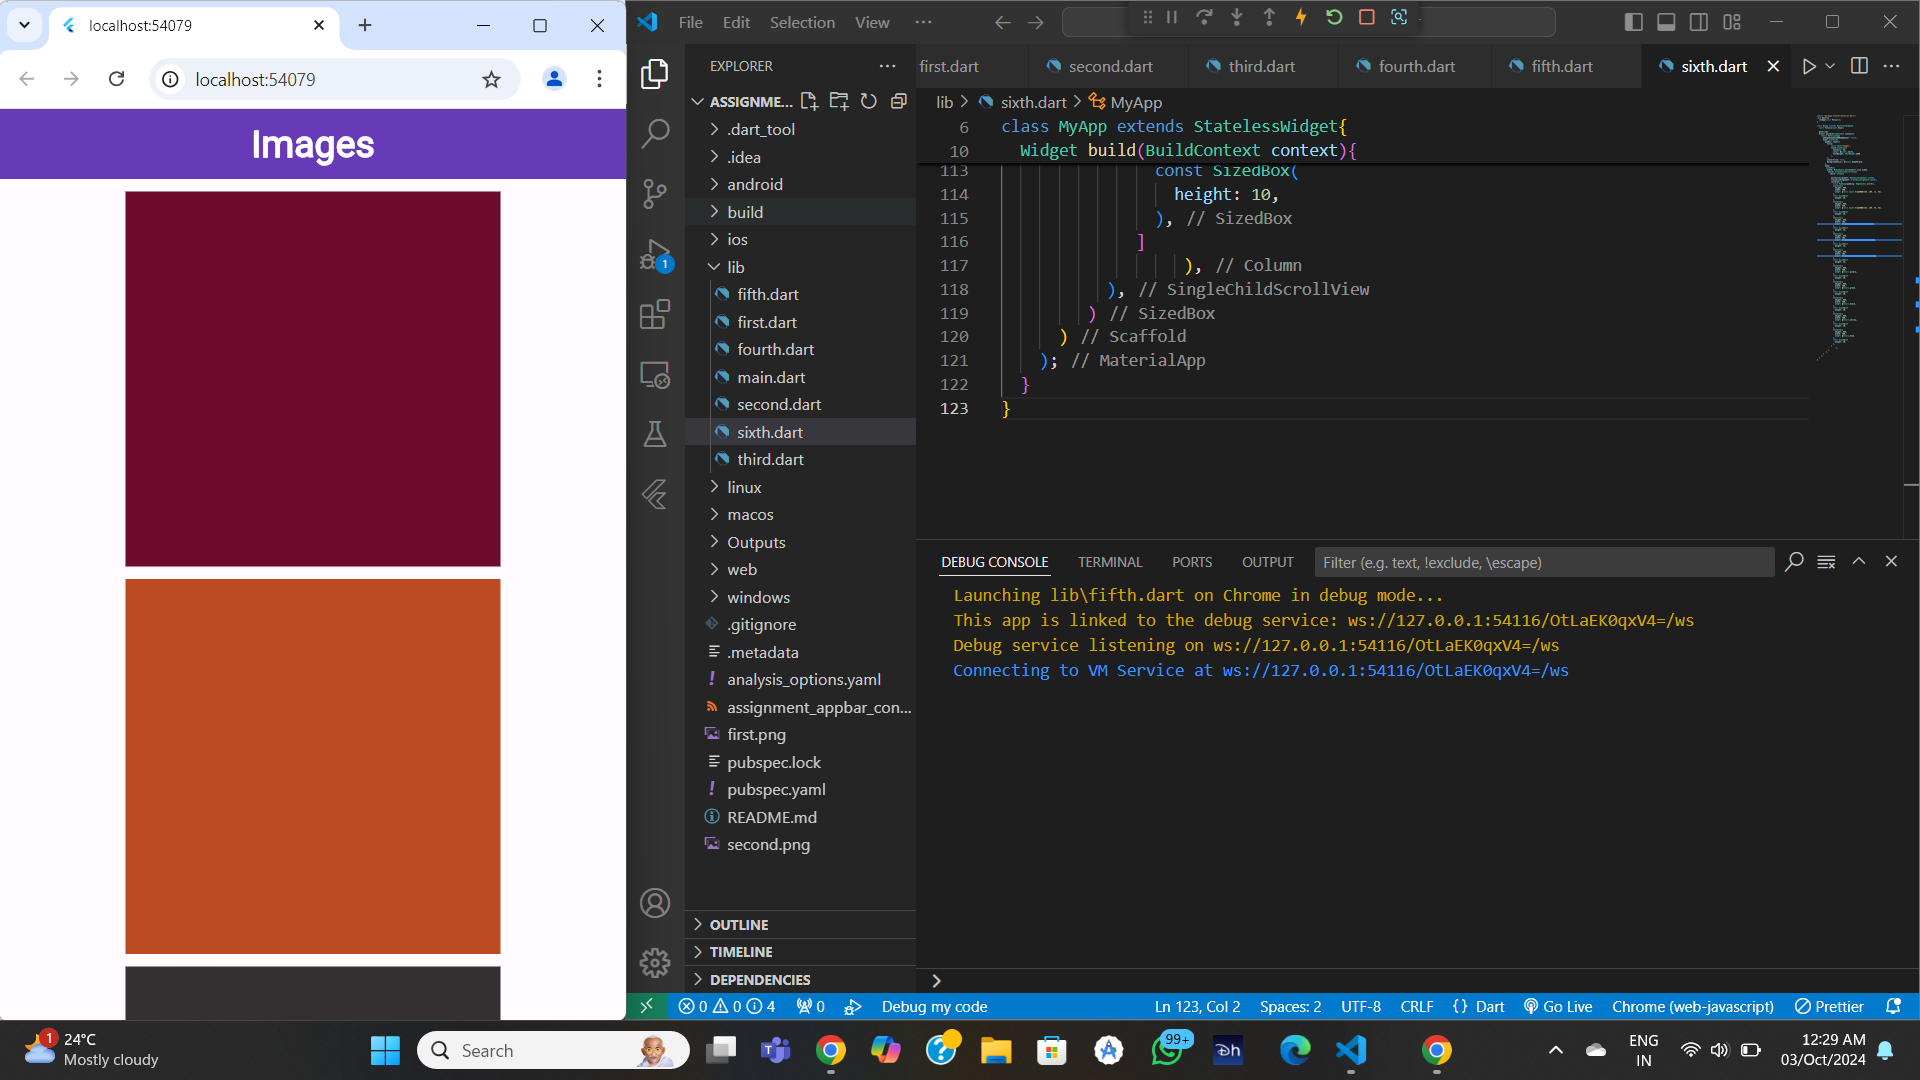 localhost:54079
localhost:54079
Images
File Edit Selection View
EXPLORER
ASSIGNME...
.dart_tool
.idea
android
build
ios
lib
fifth.dart
first.dart
fourth.dart
main.dart
second.dart
sixth.dart
third.dart
linux
macos
Outputs
web
windows
.gitignore
.metadata
analysis_options.yaml
assignment_appbar_con...
first.png
pubspec.lock
pubspec.yaml
README.md
second.png
OUTLINE
TIMELINE
DEPENDENCIES
first.dart second.dart third.dart fourth.dart fifth.dart sixth.dart
lib > sixth.dart > MyApp
6 class MyApp extends StatelessWidget{
10 Widget build(BuildContext context){
113 const SizedBox(
114 height: 10,
115 ), // SizedBox
116 ]
117 ), // Column
118 ), // SingleChildScrollView
119 ) // SizedBox
120 ) // Scaffold
121 ); // MaterialApp
122 }
123 }
DEBUG CONSOLE TERMINAL PORTS OUTPUT Filter (e.g. text, !exclude, \escape)
Launching lib\fifth.dart on Chrome in debug mode...
This app is linked to the debug service: ws://127.0.0.1:54116/OtLaEK0qxV4=/ws
Debug service listening on ws://127.0.0.1:54116/OtLaEK0qxV4=/ws
Connecting to VM Service at ws://127.0.0.1:54116/OtLaEK0qxV4=/ws
0 0 4 0 Debug my code Ln 123, Col 2 Spaces: 2 UTF-8 CRLF {} Dart Go Live Chrome (web-javascript) Prettier
1
24°C
Mostly cloudy
Search
99+
ENG
IN
12:29 AM
03/Oct/2024